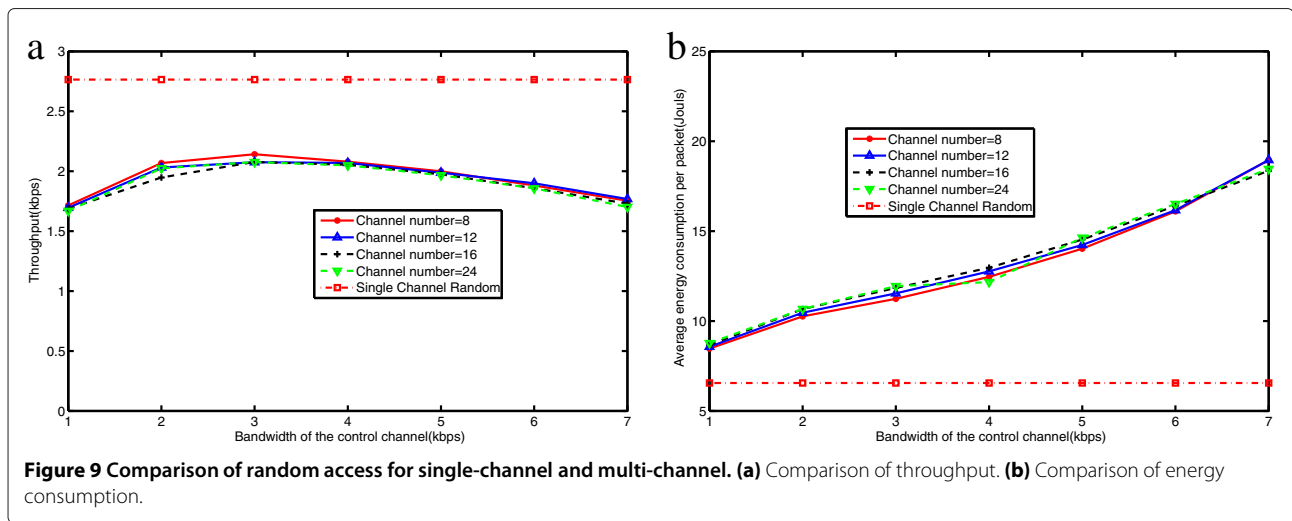 a
3
2.5
2
1.5
1
0.5
0
Throughput(kbps)
Channel number=8
Channel number=12
Channel number=16
Channel number=24
Single Channel Random
1 2 3 4 5 6 7
Bandwidth of the control channel(kbps)
b
25
20
15
10
5
Average energy consumption per packet(Jouls)
Channel number=8
Channel number=12
Channel number=16
Channel number=24
Single Channel Random
1 2 3 4 5 6 7
Bandwidth of the control channel(kbps)
Figure 9 Comparison of random access for single-channel and multi-channel. (a) Comparison of throughput. (b) Comparison of energy
consumption.